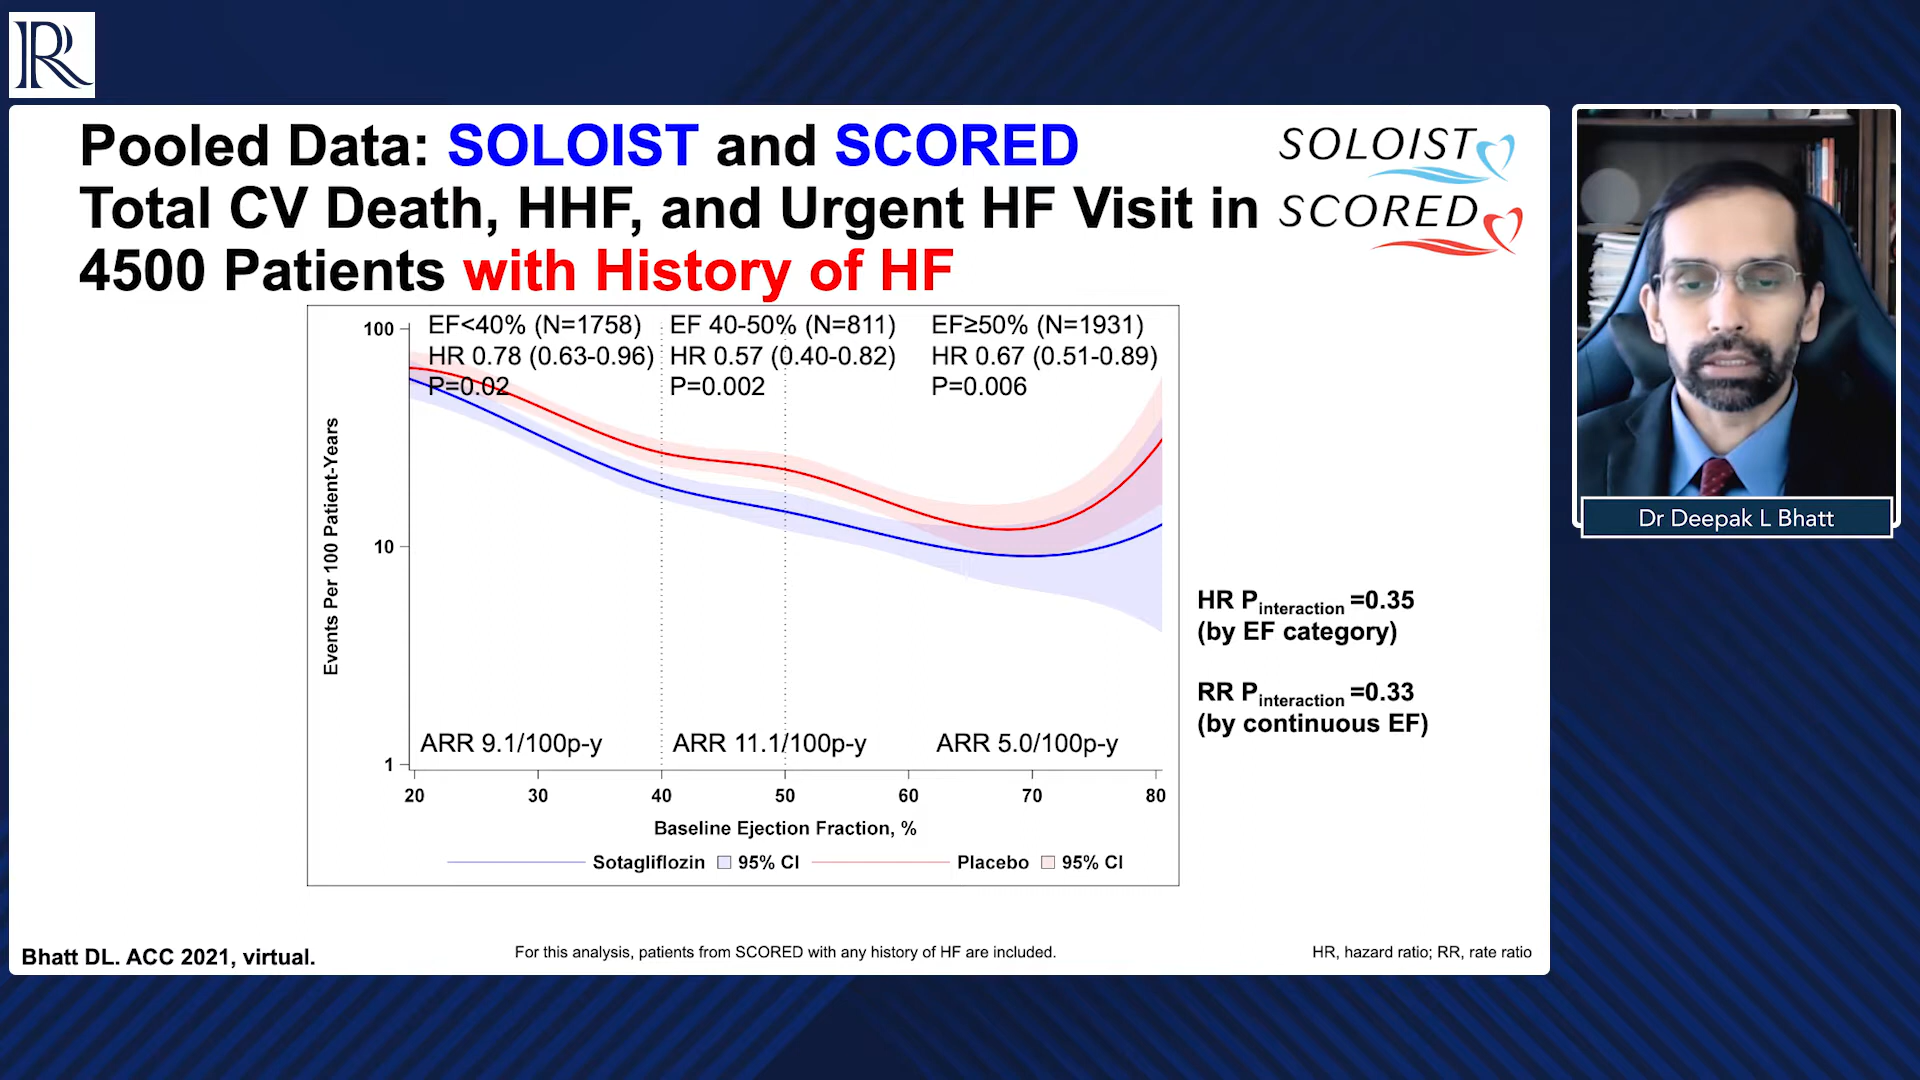 R
Pooled Data: SOLOIST and SCORED
Total CV Death, HHF, and Urgent HF Visit in
4500 Patients with History of HF
SOLOIST
SCORED
EF<40% (N=1758)
HR 0.78 (0.63-0.96)
P=0.02
EF 40-50% (N=811)
HR 0.57 (0.40-0.82)
P=0.002
EF≥50% (N=1931)
HR 0.67 (0.51-0.89)
P=0.006
Events Per 100 Patient-Years
100
10
1
ARR 9.1/100p-y
ARR 11.1/100p-y
ARR 5.0/100p-y
20 30 40 50 60 70 80
Baseline Ejection Fraction, %
Sotagliflozin 95% CI Placebo 95% CI
HR Pinteraction =0.35
(by EF category)
RR Pinteraction =0.33
(by continuous EF)
Bhatt DL. ACC 2021, virtual.
For this analysis, patients from SCORED with any history of HF are included.
HR, hazard ratio; RR, rate ratio
Dr Deepak L Bhatt